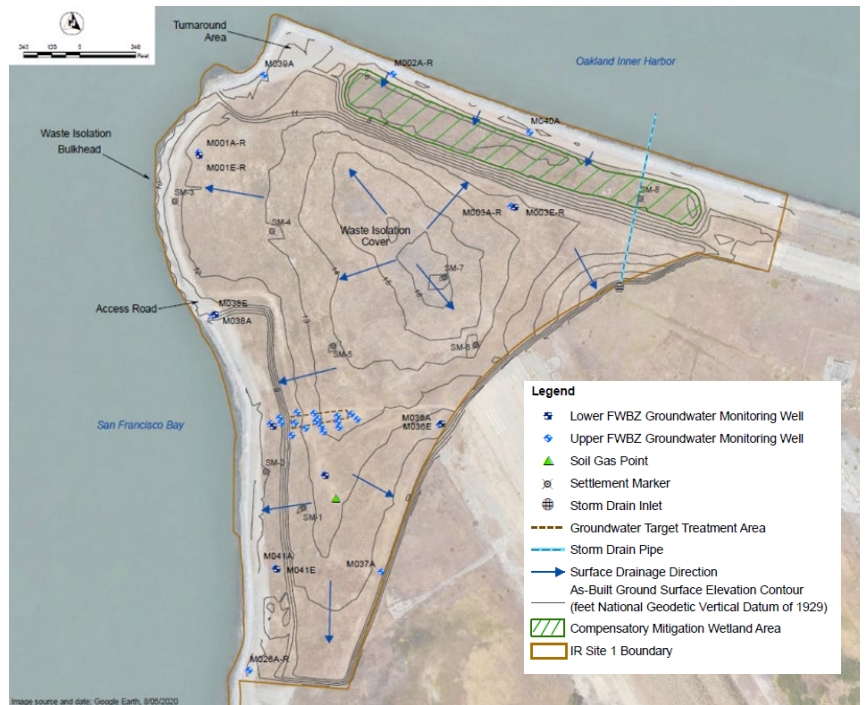 240
120
0
240
Feet
Turnaround
Area
M039A
M002A-R
Oakland Inner Harbor
M040A
Waste Isolation
Bulkhead
M001A-R
M001E-R
SM-3
SM-4
SM-8
M003A-R
M003E-R
Waste Isolation
Cover
SM-7
Access Road
M038E
M038A
SM-5
SM-6
San Francisco Bay
M036A
M036E
SM-2
SM-1
M041A
M041E
M037A
M026A-R
Legend
Lower FWBZ Groundwater Monitoring Well
Upper FWBZ Groundwater Monitoring Well
Soil Gas Point
Settlement Marker
Storm Drain Inlet
Groundwater Target Treatment Area
Storm Drain Pipe
Surface Drainage Direction
As-Built Ground Surface Elevation Contour
(feet National Geodetic Vertical Datum of 1929)
Compensatory Mitigation Wetland Area
IR Site 1 Boundary
Image source and date: Google Earth, 8/05/2020